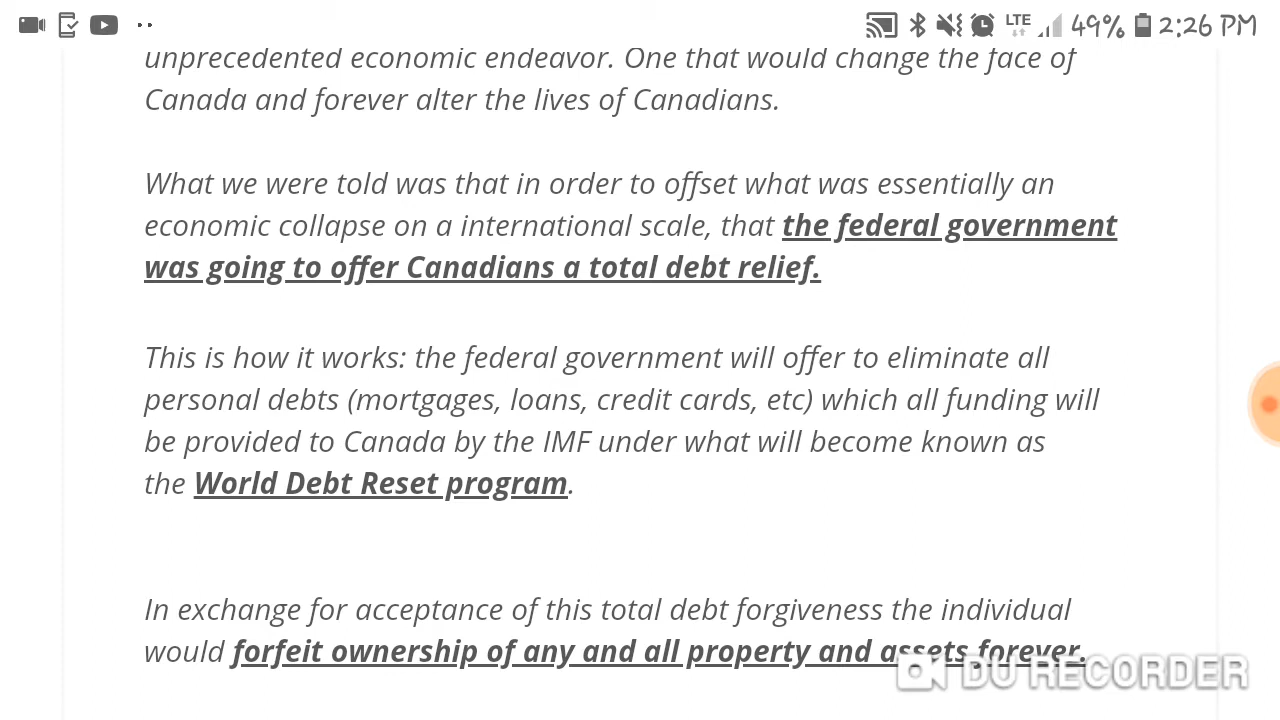 LTE 49% 2:26 PM
unprecedented economic endeavor. One that would change the face of
Canada and forever alter the lives of Canadians.
What we were told was that in order to offset what was essentially an
economic collapse on a international scale, that the federal government
was going to offer Canadians a total debt relief.
This is how it works: the federal government will offer to eliminate all
personal debts (mortgages, loans, credit cards, etc) which all funding will
be provided to Canada by the IMF under what will become known as
the World Debt Reset program.
In exchange for acceptance of this total debt forgiveness the individual
would forfeit ownership of any and all property and assets forever.
DU RECORDER